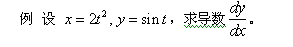 例 设 x = 2t², y = sin t，求导数 dy/dx。